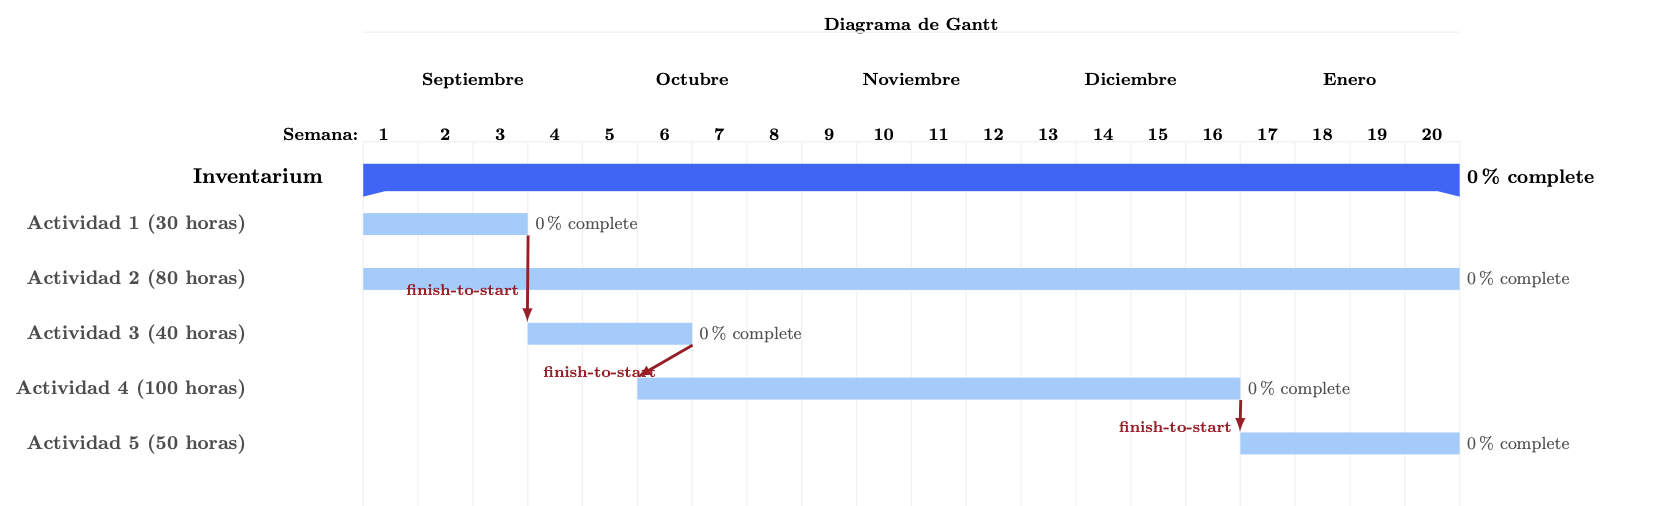 Diagrama de Gantt
Septiembre Octubre Noviembre Diciembre Enero
Semana: 1 2 3 4 5 6 7 8 9 10 11 12 13 14 15 16 17 18 19 20
Inventarium 0 % complete
Actividad 1 (30 horas) 0 % complete
Actividad 2 (80 horas) 0 % complete
finish-to-start
Actividad 3 (40 horas) 0 % complete
finish-to-start
Actividad 4 (100 horas) 0 % complete
finish-to-start
Actividad 5 (50 horas) 0 % complete